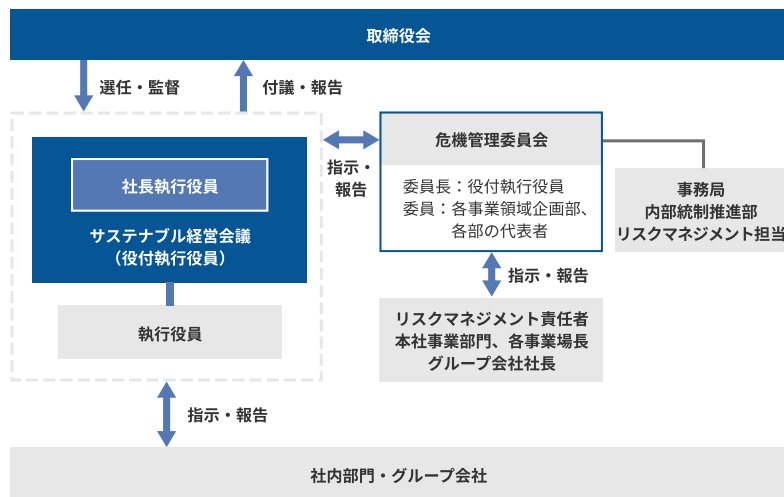 取締役会
選任・監督
付議・報告
社長執行役員
サステナブル経営会議
（役付執行役員）
執行役員
指示・
報告
危機管理委員会
委員長：役付執行役員
委員：各事業領域企画部、
各部の代表者
事務局
内部統制推進部
リスクマネジメント担当
指示・報告
リスクマネジメント責任者
本社事業部門、各事業場長
グループ会社社長
指示・報告
社内部門・グループ会社